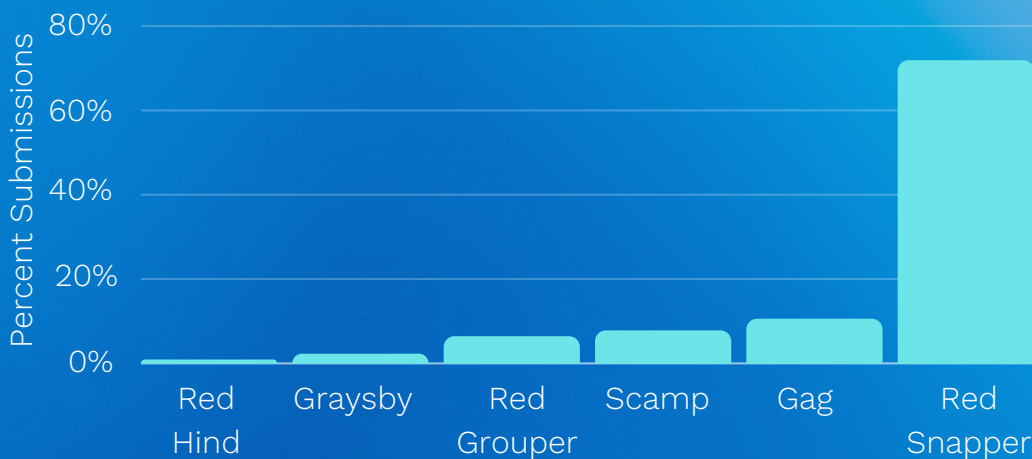 Percent Submissions
80%
60%
40%
20%
0%
Red Hind
Graysby
Red Grouper
Scamp
Gag
Red Snapper